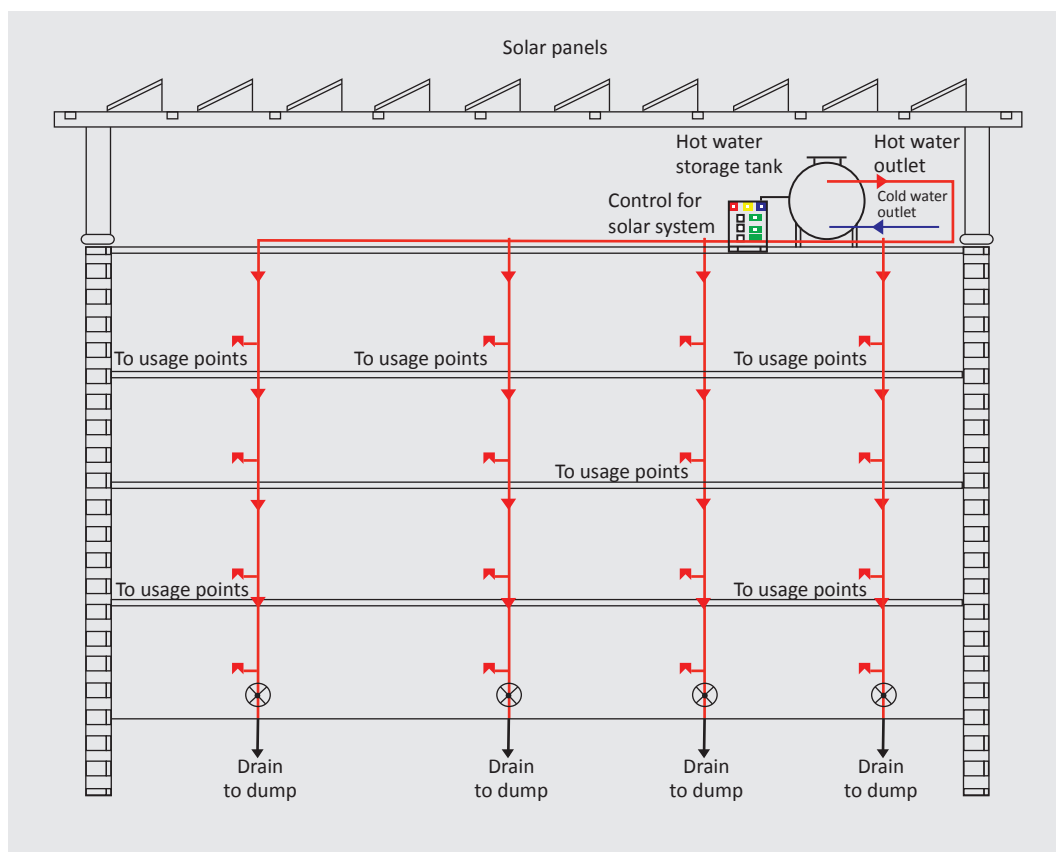 Solar panels
Hot water
storage tank
Hot water
outlet
Cold water
outlet
Control for
solar system
To usage points
To usage points
To usage points
To usage points
To usage points
To usage points
Drain
to dump
Drain
to dump
Drain
to dump
Drain
to dump